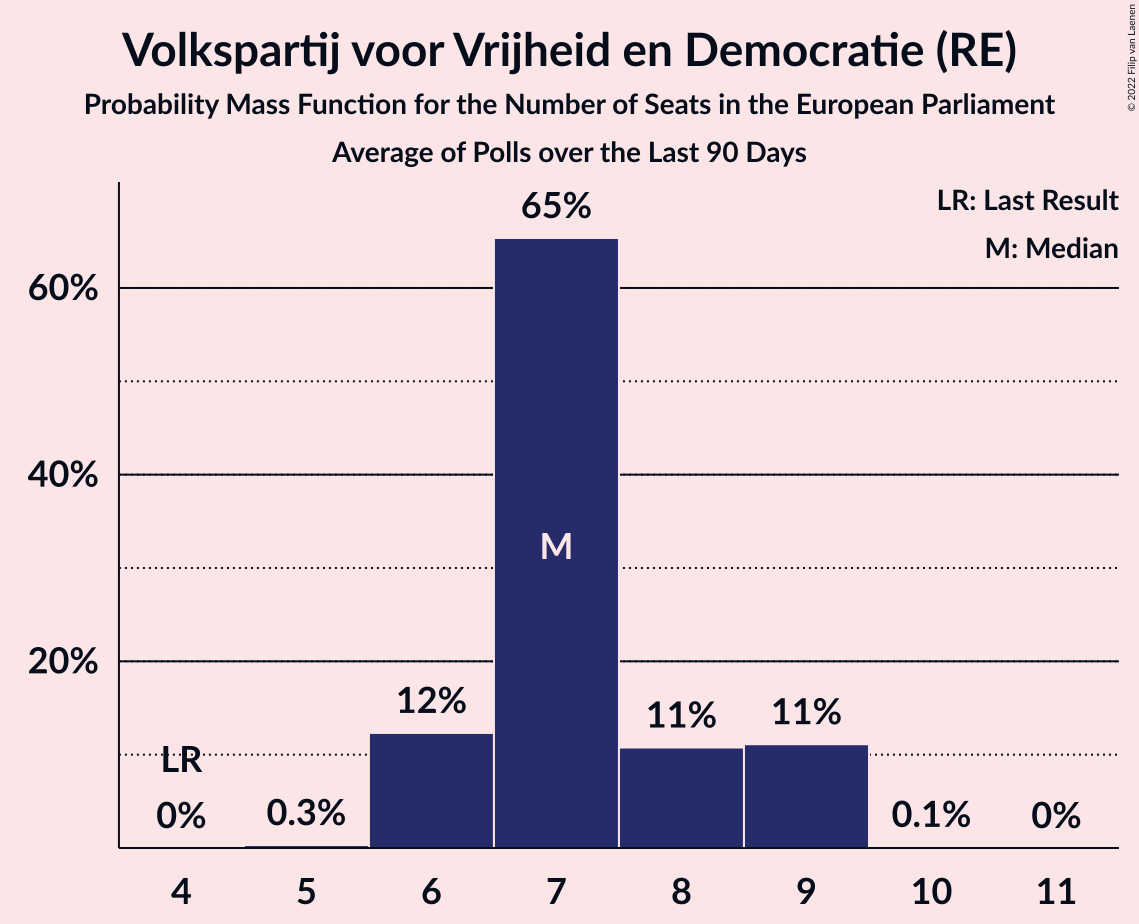 Volkspartij voor Vrijheid en Democratie (RE)
Probability Mass Function for the Number of Seats in the European Parliament
Average of Polls over the Last 90 Days
© 2022 Filip van Laenen
LR: Last Result
M: Median
65%
60%
40%
M
20%
12%
11%
11%
LR
0%
0.3%
0.1%
0%
4 5 6 7 8 9 10 11